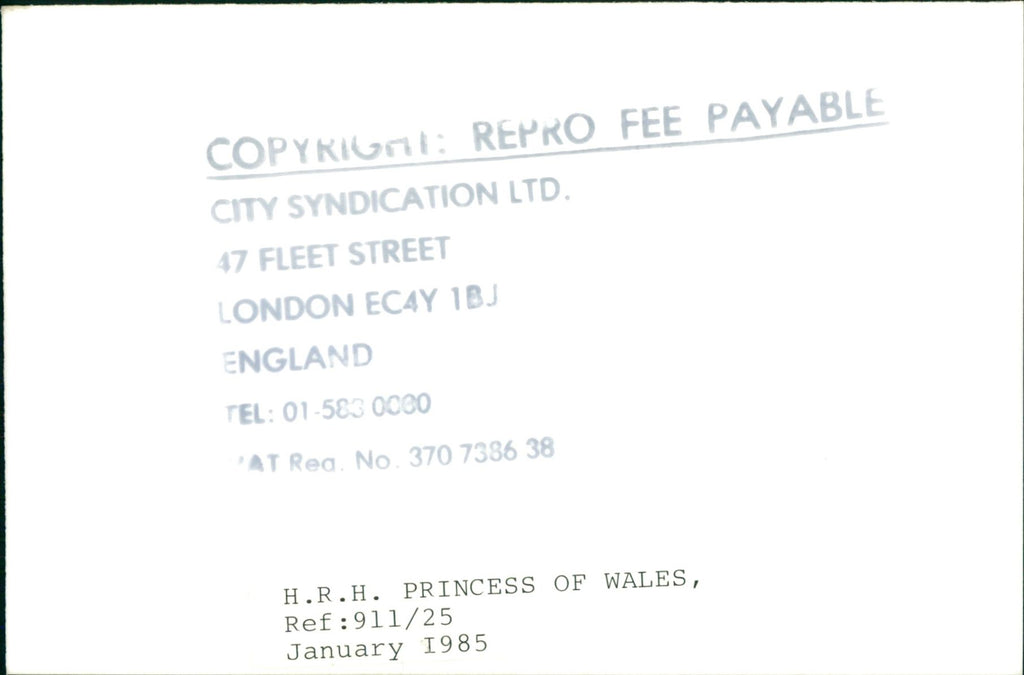 COPYRIGHT: REPRO FEE PAYABLE
CITY SYNDICATION LTD.
47 FLEET STREET
LONDON EC4Y 1BJ
ENGLAND
TEL: 01-583 0080
VAT Reg. No. 370 7386 38
H.R.H. PRINCESS OF WALES,
Ref:911/25
January I985